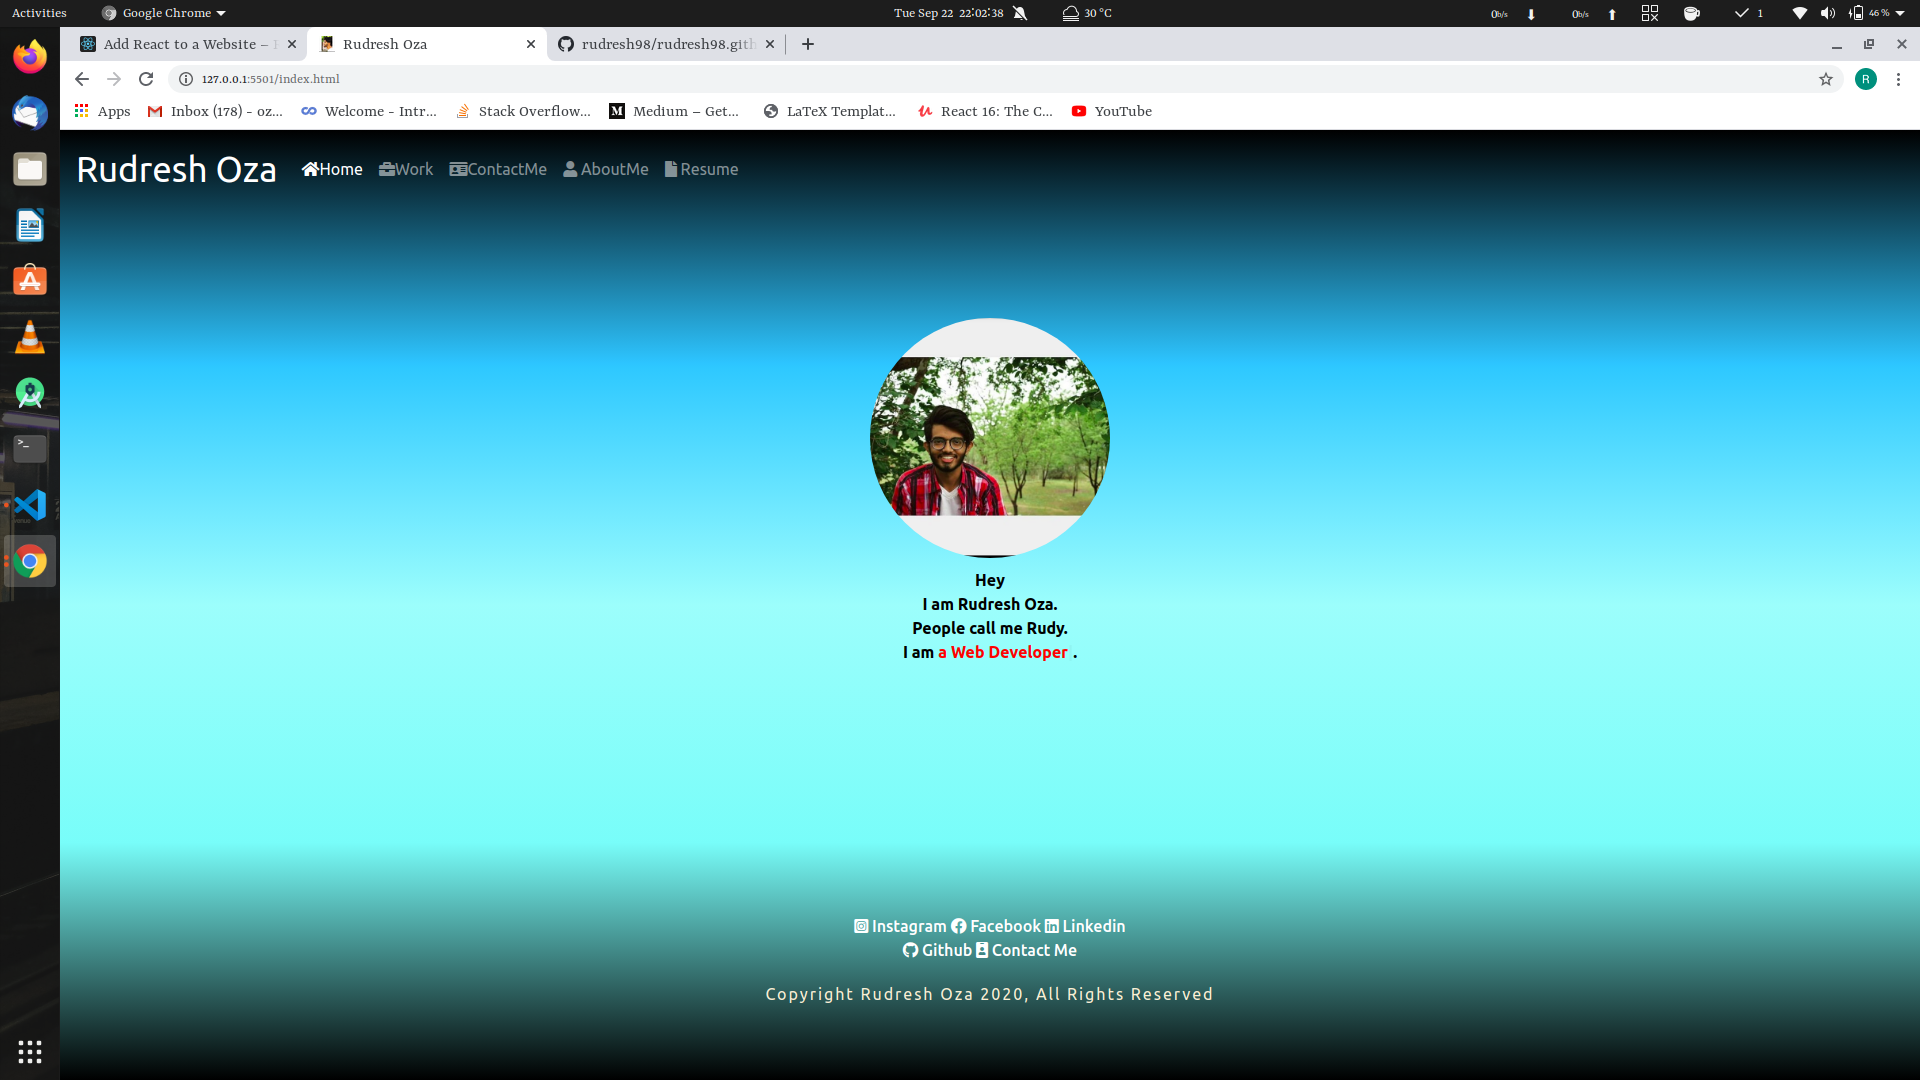 Activities Google Chrome Tue Sep 22 22:02:38 30 °C 0b/s 0b/s 1 46 %
Add React to a Website – Rudresh Oza rudresh98/rudresh98.gith
127.0.0.1:5501/index.html R
Apps Inbox (178) - oz... Welcome - Intr... Stack Overflow... Medium – Get... LaTeX Templat... React 16: The C... YouTube
Rudresh Oza Home Work ContactMe AboutMe Resume
Hey
I am Rudresh Oza.
People call me Rudy.
I am a Web Developer .
Instagram Facebook Linkedin
Github Contact Me
Copyright Rudresh Oza 2020, All Rights Reserved